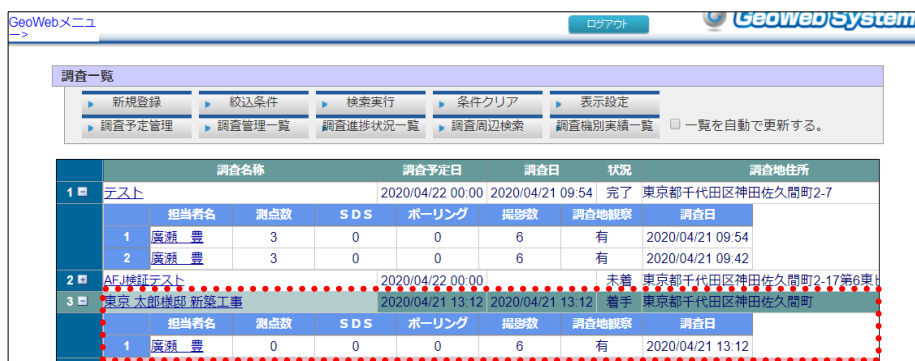 GeoWebメニュ
ー>
ログアウト
GeoWeb System
調査一覧
新規登録 絞込条件 検索実行 条件クリア 表示設定
調査予定管理 調査管理一覧 調査進捗状況一覧 調査周辺検索 調査機別実績一覧 一覧を自動で更新する。
調査名称 調査予定日 調査日 状況 調査地住所
1 テスト 2020/04/22 00:00 2020/04/21 09:54 完了 東京都千代田区神田佐久間町2-7
担当者名 測点数 ＳＤＳ ボーリング 撮影数 調査地観察 調査日
1 廣瀬　豊 3 0 0 6 有 2020/04/21 09:54
2 廣瀬　豊 3 0 0 6 有 2020/04/21 09:42
2 AFJ検証テスト 2020/04/22 00:00 未着 東京都千代田区神田佐久間町2-17第6東
3 東京 太郎様邸 新築工事 2020/04/21 13:12 2020/04/21 13:12 着手 東京都千代田区神田佐久間町
担当者名 測点数 ＳＤＳ ボーリング 撮影数 調査地観察 調査日
1 廣瀬　豊 0 0 0 6 有 2020/04/21 13:12